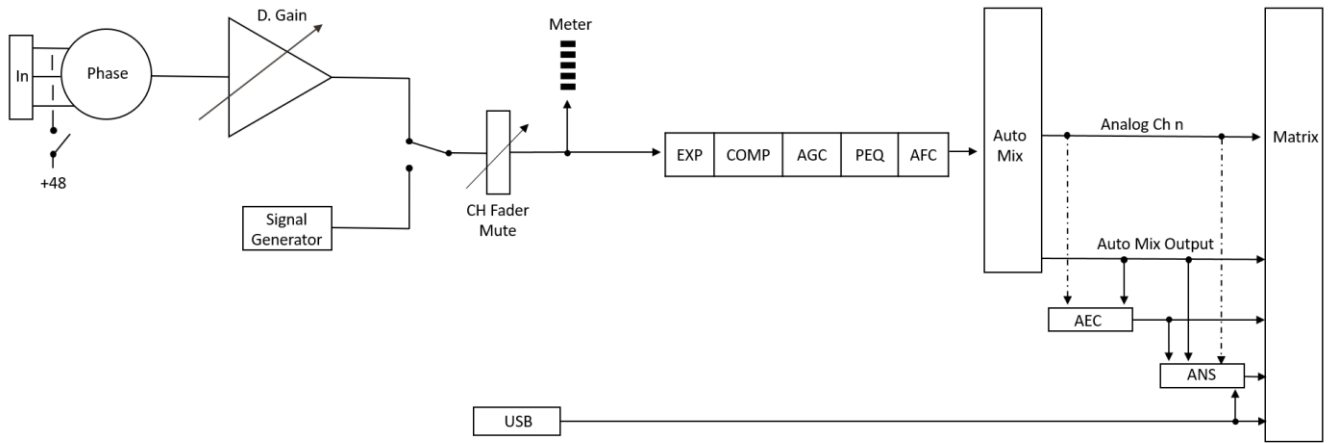 D. Gain
In
Phase
+48
Signal
Generator
Meter
CH Fader
Mute
EXP
COMP
AGC
PEQ
AFC
Auto
Mix
Analog Ch n
Auto Mix Output
AEC
ANS
USB
Matrix